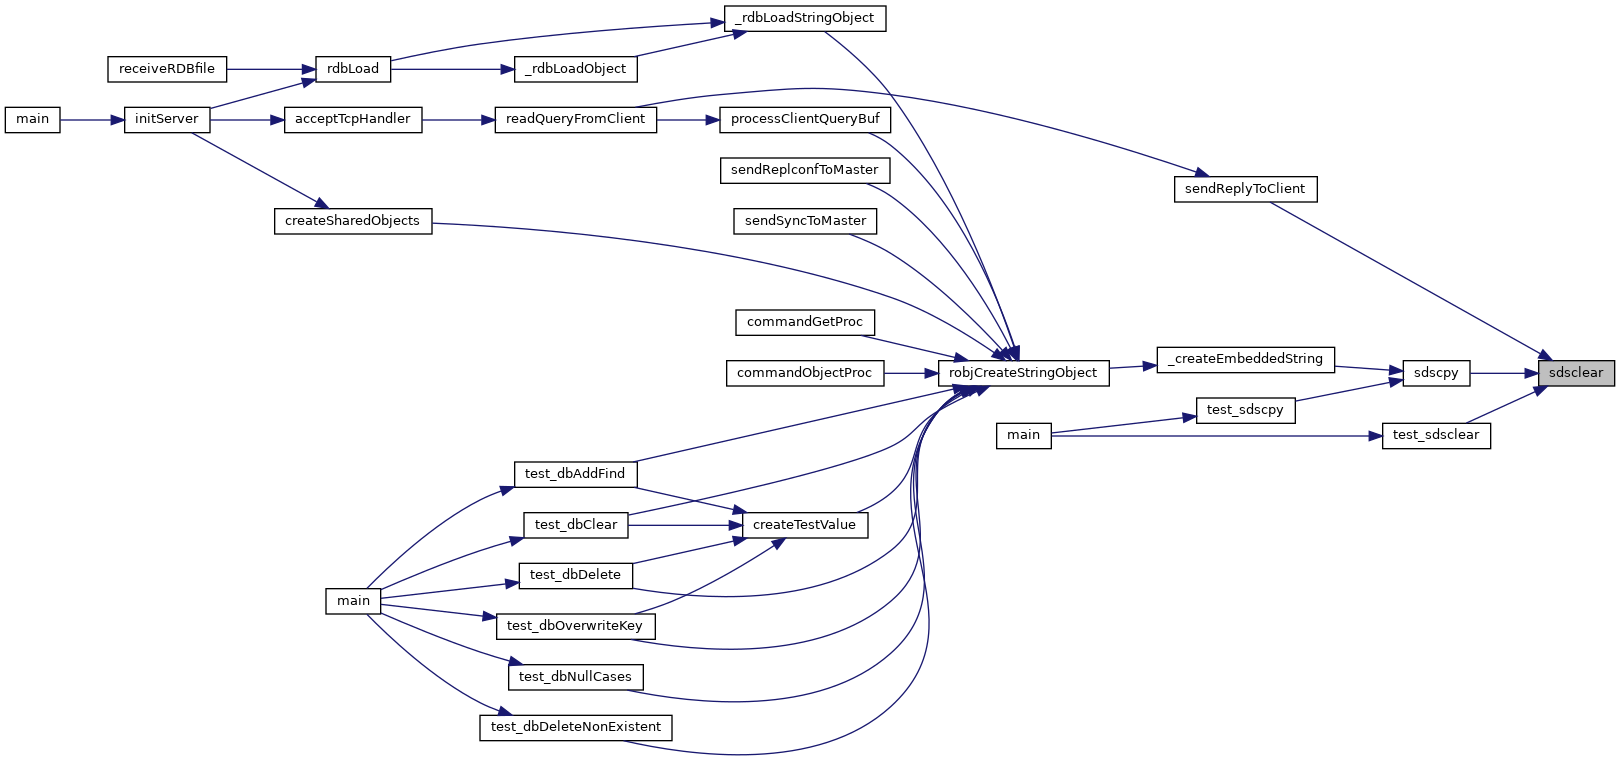 _rdbLoadStringObject
receiveRDBfile
rdbLoad
_rdbLoadObject
main
initServer
acceptTcpHandler
readQueryFromClient
processClientQueryBuf
sendReplconfToMaster
sendReplyToClient
createSharedObjects
sendSyncToMaster
commandGetProc
commandObjectProc
robjCreateStringObject
_createEmbeddedString
sdscpy
sdsclear
test_sdscpy
main
test_sdsclear
test_dbAddFind
test_dbClear
createTestValue
test_dbDelete
main
test_dbOverwriteKey
test_dbNullCases
test_dbDeleteNonExistent